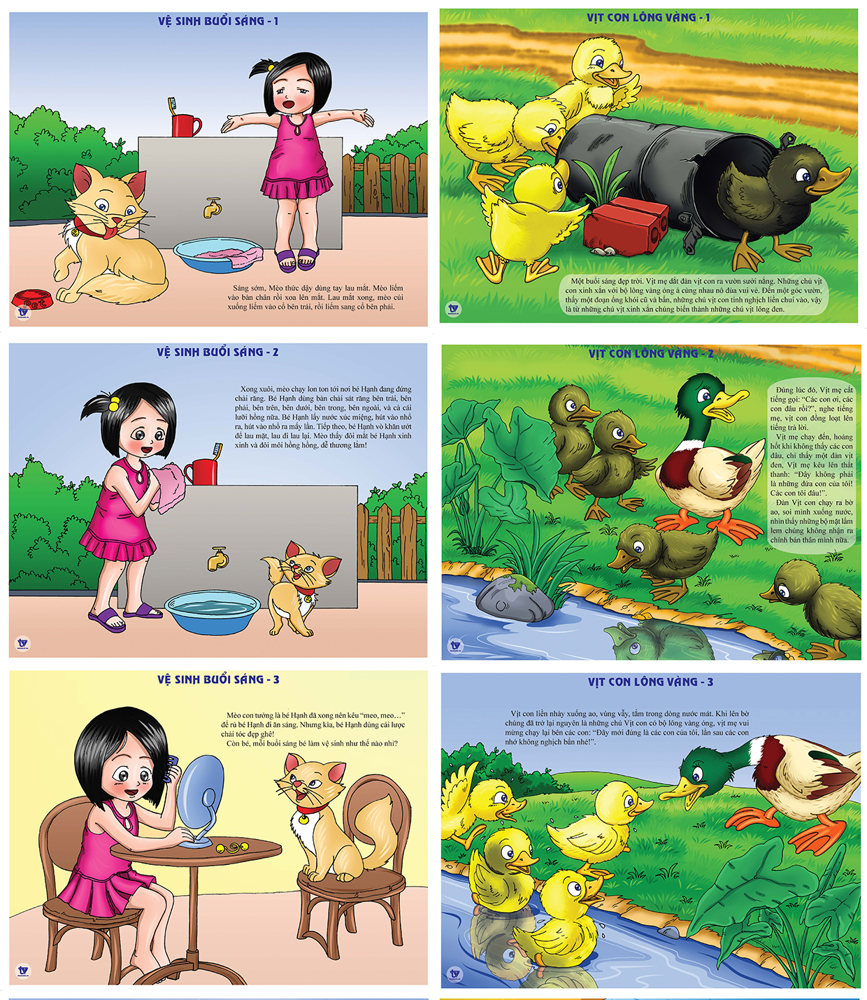 VỆ SINH BUỔI SÁNG - 1
Sáng sớm, Mèo thức dậy dùng tay lau mắt. Mèo liếm
vào bàn chân rồi xoa lên mắt. Lau mắt xong, mèo cúi
xuống liếm vào cổ bên trái, rồi liếm sang cổ bên phải.
pet
VỊT CON LÔNG VÀNG - 1
Một buổi sáng đẹp trời. Vịt mẹ dắt đàn vịt con ra vườn sưởi nắng. Những chú vịt
con xinh xắn với bộ lông vàng óng ả cùng nhau nô đùa vui vẻ. Đến một góc vườn,
thấy một đoạn ống khói cũ và bẩn, những chú vịt con tinh nghịch liền chui vào, vậy
là từ những chú vịt xinh xắn chúng biến thành những chú vịt lông đen.
VỆ SINH BUỔI SÁNG - 2
Xong xuôi, mèo chạy lon ton tới nơi bé Hạnh đang đứng
chải răng. Bé Hạnh dùng bàn chải sát răng bên trái, bên
phải, bên trên, bên dưới, bên trong, bên ngoài, và cả cái
lưỡi hồng nữa. Bé Hạnh lấy nước xúc miệng, hút vào nhổ
ra, hút vào nhổ ra mấy lần. Tiếp theo, bé Hạnh vò khăn ướt
để lau mặt, lau đi lau lại. Mèo thấy đôi mắt bé Hạnh xinh
xinh và đôi môi hồng hồng, dễ thương lắm!
VỊT CON LÔNG VÀNG - 2
Đúng lúc đó, Vịt mẹ cất
tiếng gọi: “Các con ơi, các
con đâu rồi?”, nghe tiếng
mẹ, vịt con đồng loạt lên
tiếng trả lời.
Vịt mẹ chạy đến, hoảng
hốt khi không thấy các con
đâu, chỉ thấy một đàn vịt
đen, Vịt mẹ kêu lên thất
thanh: “Đây không phải
là những đứa con của tôi!
Các con tôi đâu!”.
Đàn Vịt con chạy ra bờ
ao, soi mình xuống nước,
nhìn thấy những bộ mặt lấm
lem chúng không nhận ra
chính bản thân mình nữa.
VỆ SINH BUỔI SÁNG - 3
Mèo con tưởng là bé Hạnh đã xong nên kêu “meo, meo...”
để rủ bé Hạnh đi ăn sáng. Nhưng kìa, bé Hạnh dùng cái lược
chải tóc đẹp ghê!
Còn bé, mỗi buổi sáng bé làm vệ sinh như thế nào nhỉ?
VỊT CON LÔNG VÀNG - 3
Vịt con liền nhảy xuống ao, vùng vẫy, tắm trong dòng nước mát. Khi lên bờ
chúng đã trở lại nguyên là những chú Vịt con có bộ lông vàng óng, vịt mẹ vui
mừng chạy lại bên các con: “Đây mới đúng là các con của tôi, lần sau các con
nhớ không nghịch bẩn nhé!”.